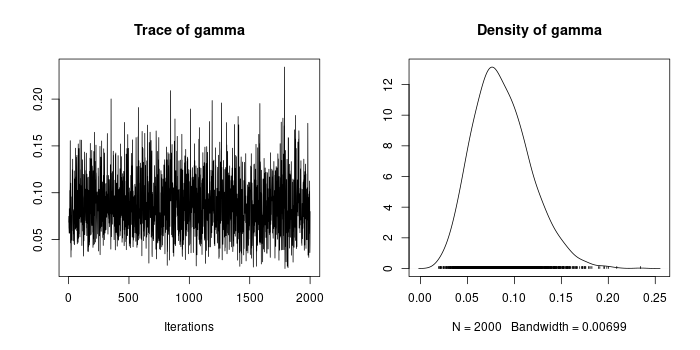 Trace of gamma
0.20
0.15
0.10
0.05
0 500 1000 1500 2000
Iterations
Density of gamma
12
10
8
6
4
2
0
0.00 0.05 0.10 0.15 0.20 0.25
N = 2000 Bandwidth = 0.00699